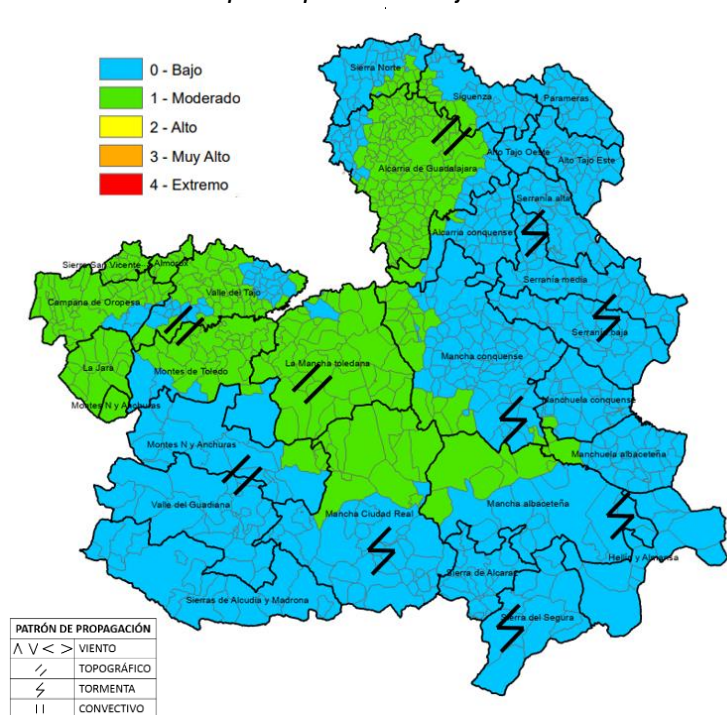 0 - Bajo
1 - Moderado
2 - Alto
3 - Muy Alto
4 - Extremo
Sierra Norte
Siguenza
Parameras
Alto Tajo Oeste
Alto Tajo Este
Alcarria de Guadalajara
Serranía alta
Alcarria conquense
Serranía media
Sierra San Vicente
Almorox
Valle del Tajo
Campana de Oropesa
Serranía baja
La Mancha toledana
Mancha conquense
La Jara
Montes de Toledo
Manchuela conquense
Montes N y Anchuras
Montes N y Anchuras
Manchuela albaceteña
Valle del Guadiana
Mancha Ciudad Real
Mancha albaceteña
Hellín y Almansa
Sierra de Alcaraz
Sierras de Alcudia y Madrona
Sierra del Segura
PATRÓN DE PROPAGACIÓN
VIENTO
TOPOGRÁFICO
TORMENTA
CONVECTIVO